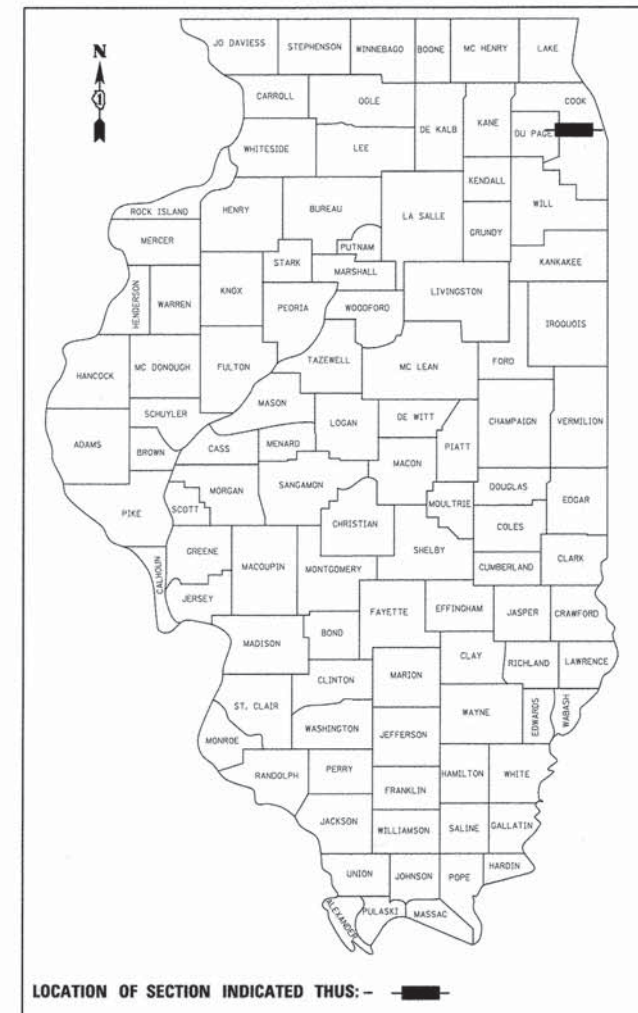 JO DAVIESS STEPHENSON WINNEBAGO BOONE MC HENRY LAKE
N
CARROLL OGLE DE KALB KANE COOK
1
DU PAGE
WHITESIDE LEE
KENDALL
WILL
ROCK ISLAND HENRY BUREAU LA SALLE
GRUNDY
MERCER PUTNAM
KANKAKEE
STARK MARSHALL
HENDERSON WARREN KNOX LIVINGSTON
PEORIA WOODFORD IROQUOIS
HANCOCK MC DONOUGH FULTON TAZEWELL MC LEAN FORD
MASON
SCHUYLER DE WITT CHAMPAIGN VERMILION
ADAMS LOGAN
BROWN CASS MENARD PIATT
MACON
MORGAN SANGAMON DOUGLAS
PIKE SCOTT MOULTRIE EDGAR
CHRISTIAN COLES
GREENE SHELBY
CALHOUN MACOUPIN MONTGOMERY CUMBERLAND CLARK
JERSEY
FAYETTE EFFINGHAM JASPER CRAWFORD
MADISON BOND
CLAY RICHLAND LAWRENCE
CLINTON MARION
ST. CLAIR WAYNE EDWARDS WABASH
WASHINGTON JEFFERSON
MONROE
RANDOLPH PERRY HAMILTON WHITE
FRANKLIN
JACKSON WILLIAMSON SALINE GALLATIN
UNION JOHNSON POPE HARDIN
ALEXANDER PULASKI MASSAC
LOCATION OF SECTION INDICATED THUS: -